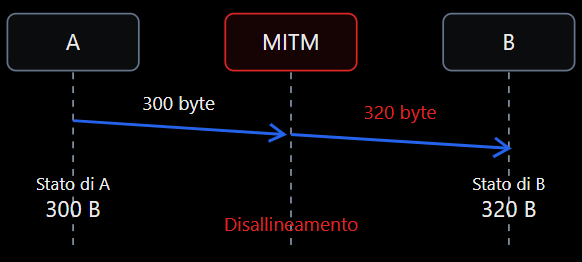 A
MITM
B
300 byte
320 byte
Stato di A
300 B
Stato di B
320 B
Disallineamento